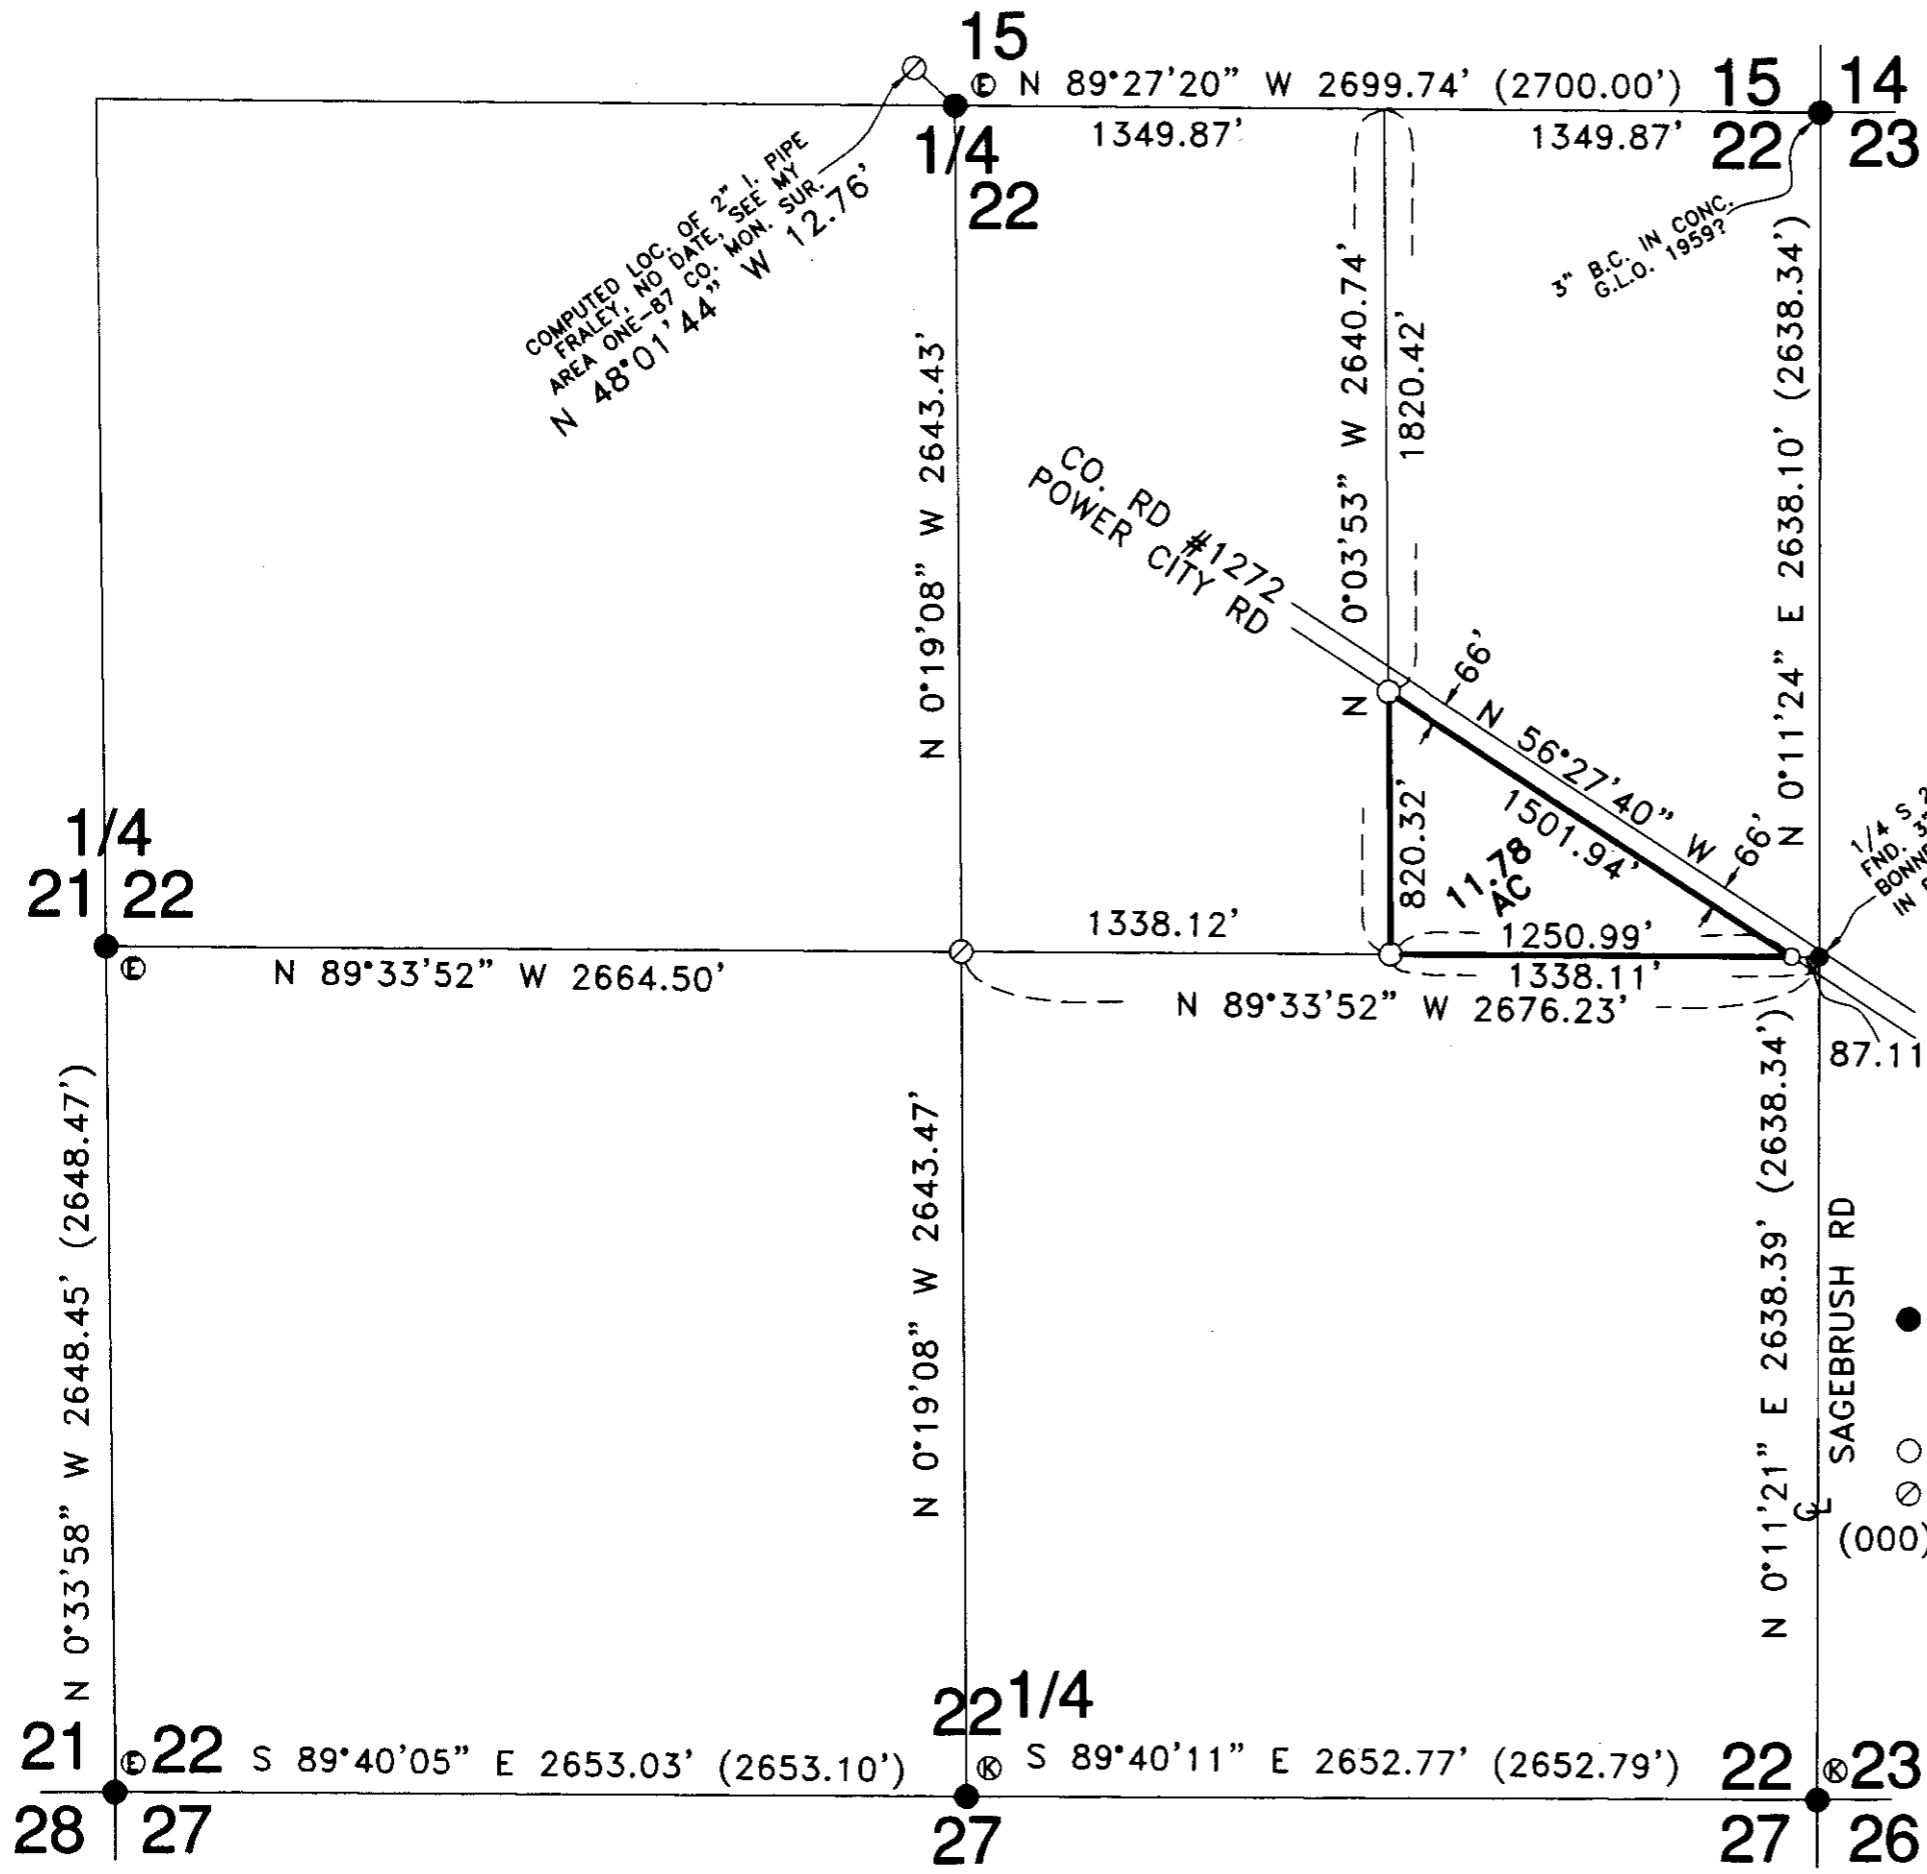 15
Ⓔ N 89°27'20" W 2699.74' (2700.00')
15 14
1349.87'
1349.87'
22 23
1/4
22
COMPUTED LOC. OF 2" I. PIPE
FRALEY, NO DATE, SEE MY
AREA ONE-87 CO. MON. SUR.
N 48°01'44" W 12.76'
3" B.C. IN CONC.
G.L.O. 1959?
N 0°19'08" W 2643.43'
N 0°03'53" W 2640.74'
1820.42'
N 0°11'24" E 2638.10' (2638.34')
CO. RD #1272
POWER CITY RD
66'
N 56°27'40" W
66'
1501.94'
820.32'
11.78
AC
1/4 S
FND. 3"
BONN
IN
1/4
21 22
Ⓔ
N 89°33'52" W 2664.50'
1338.12'
1250.99'
1338.11'
N 89°33'52" W 2676.23'
87.11
N 0°33'58" W 2648.45' (2648.47')
N 0°19'08" W 2643.47'
N 0°11'21" E 2638.39' (2638.34')
SAGEBRUSH RD
℄
(000)
22 1/4
21 Ⓔ 22
S 89°40'05" E 2653.03' (2653.10')
Ⓚ S 89°40'11" E 2652.77' (2652.79')
22 Ⓚ 23
28 27
27
27 26